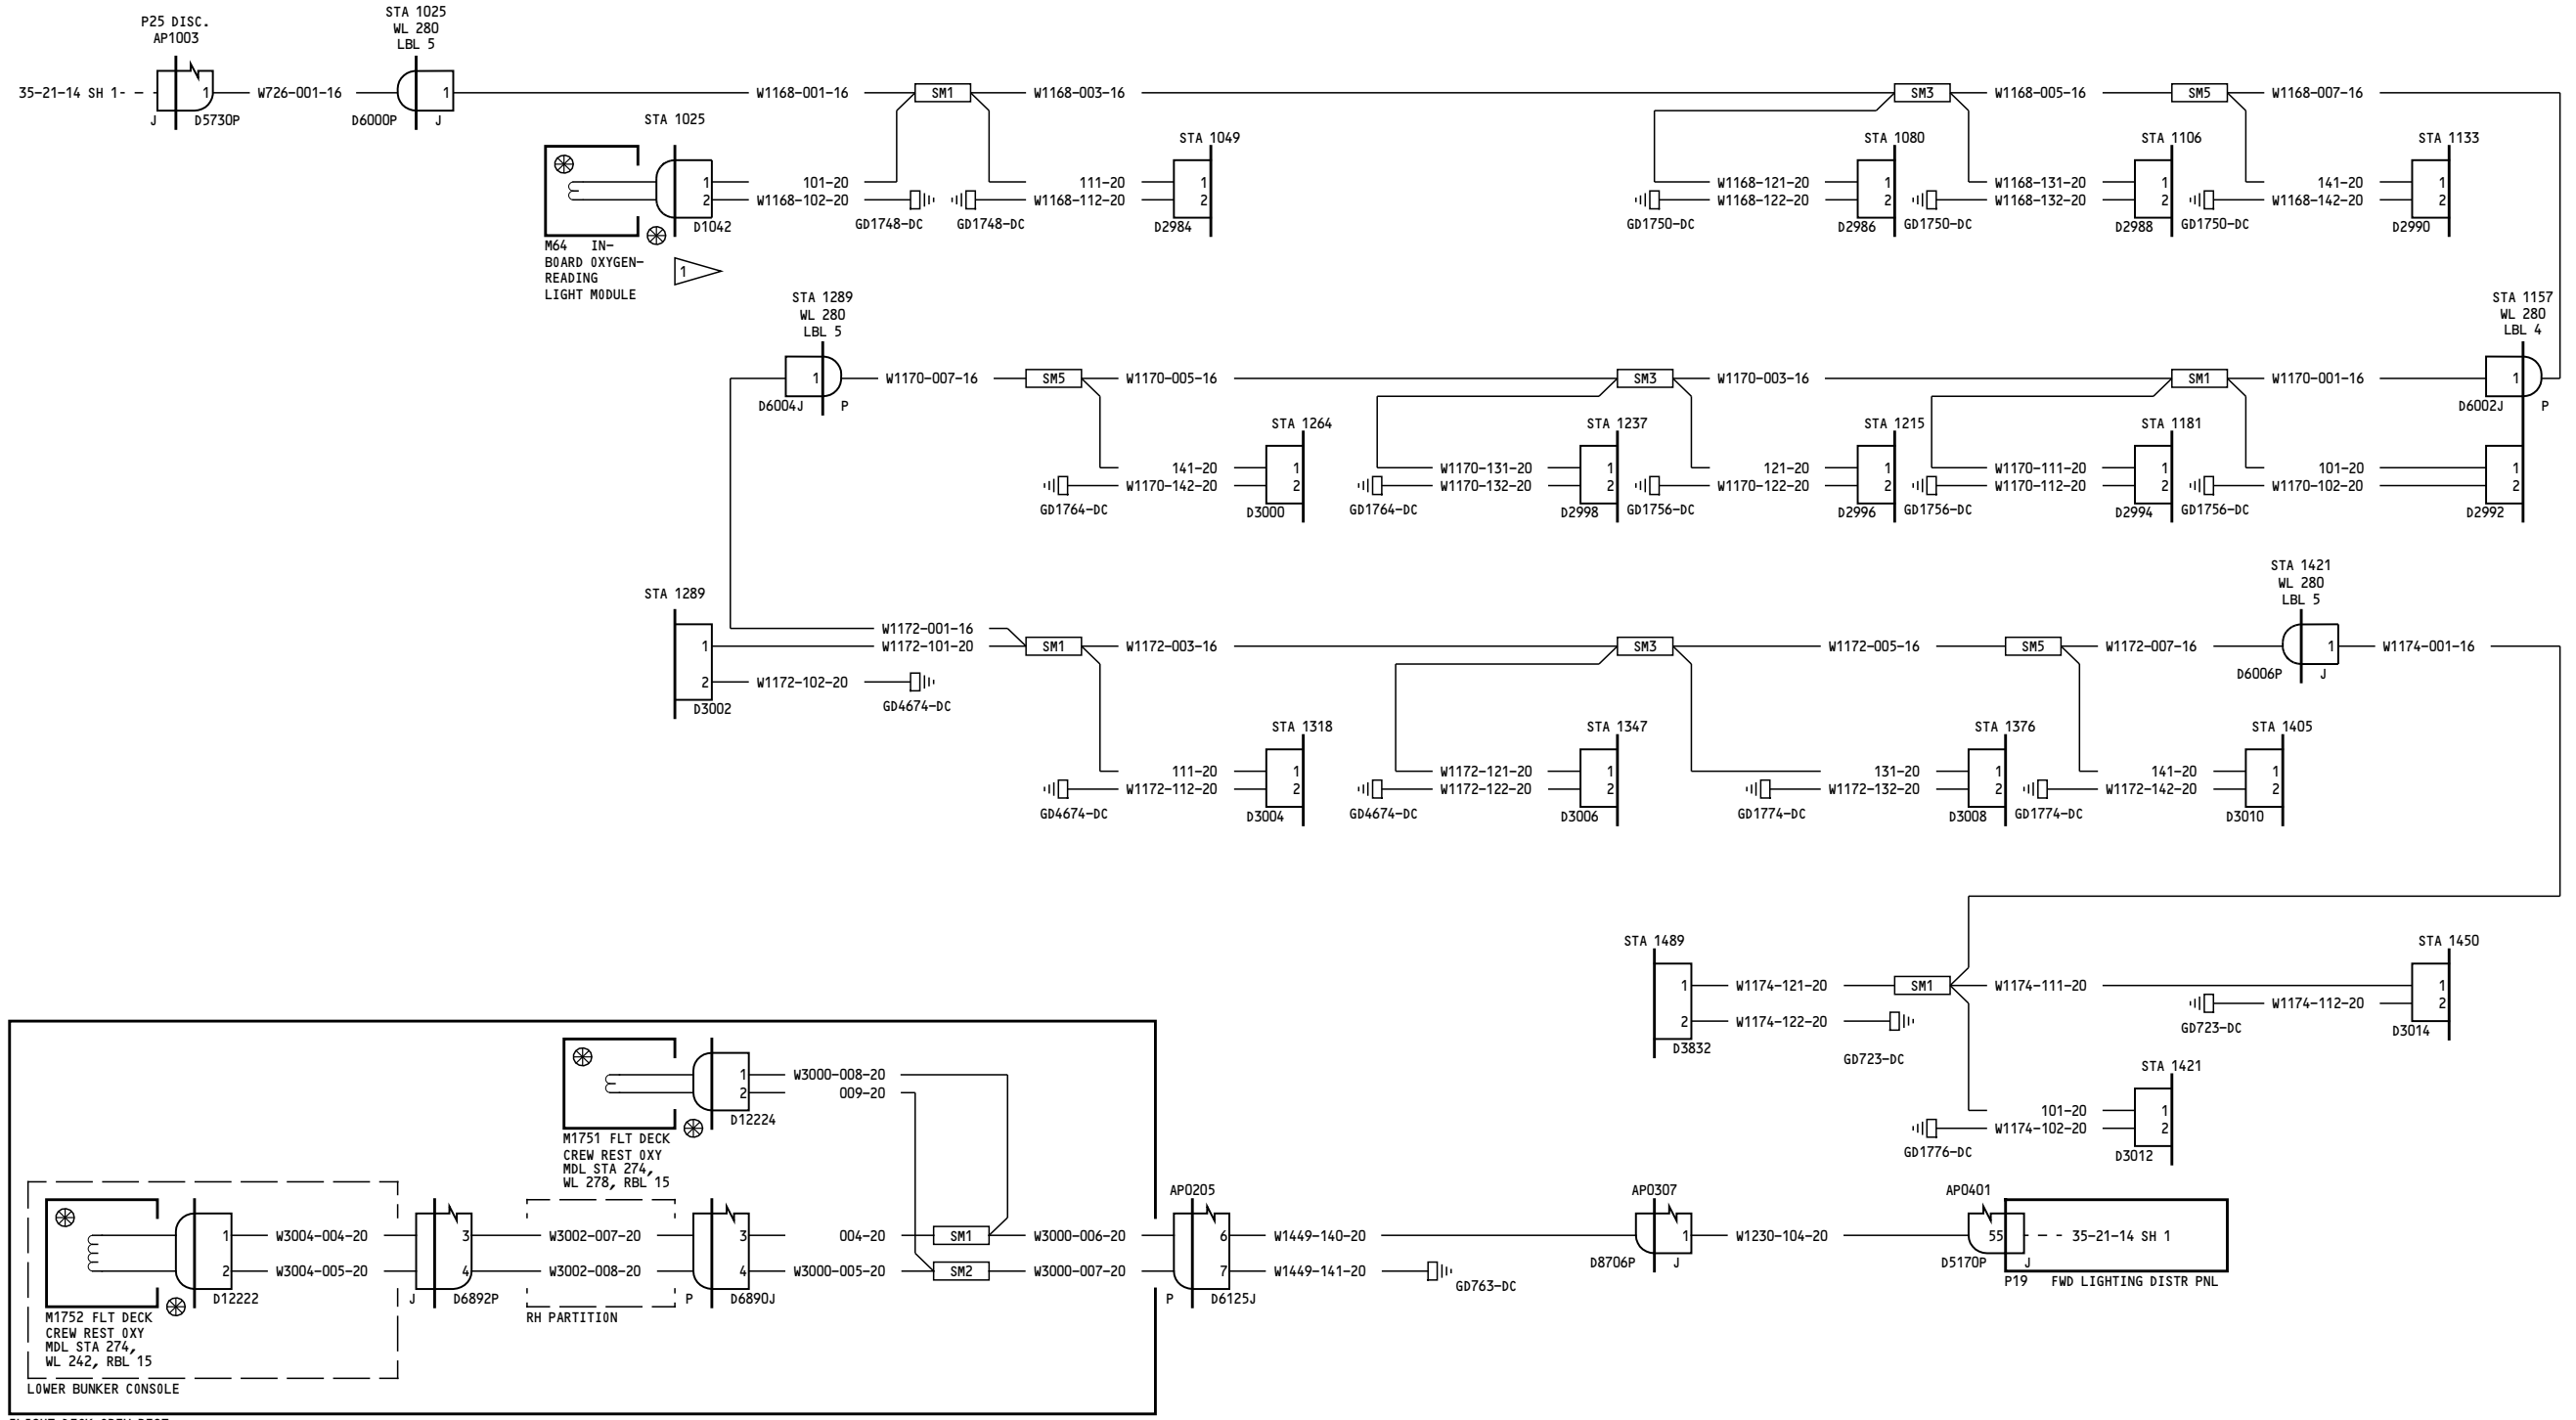 P25 DISC.
AP1003
35-21-14 SH 1
1
J
D5730P
W726-001-16
STA 1025
WL 280
LBL 5
1
D6000P
J
W1168-001-16
SM1
W1168-003-16
SM3
W1168-005-16
SM5
W1168-007-16
STA 1025
1
2
D1042
M64 IN-
BOARD OXYGEN-
READING
LIGHT MODULE
1
101-20
W1168-102-20
GD1748-DC
GD1748-DC
111-20
W1168-112-20
STA 1049
1
2
D2984
GD1750-DC
W1168-121-20
W1168-122-20
STA 1080
1
2
D2986
GD1750-DC
W1168-131-20
W1168-132-20
STA 1106
1
2
D2988
GD1750-DC
141-20
W1168-142-20
STA 1133
1
2
D2990
STA 1289
WL 280
LBL 5
1
D6004J
P
W1170-007-16
SM5
W1170-005-16
SM3
W1170-003-16
SM1
W1170-001-16
STA 1157
WL 280
LBL 4
1
D6002J
P
GD1764-DC
141-20
W1170-142-20
STA 1264
1
2
D3000
GD1764-DC
W1170-131-20
W1170-132-20
STA 1237
1
2
D2998
GD1756-DC
121-20
W1170-122-20
STA 1215
1
2
D2996
GD1756-DC
W1170-111-20
W1170-112-20
STA 1181
1
2
D2994
GD1756-DC
101-20
W1170-102-20
1
2
D2992
STA 1289
1
2
D3002
W1172-001-16
W1172-101-20
W1172-102-20
GD4674-DC
SM1
W1172-003-16
SM3
W1172-005-16
SM5
W1172-007-16
STA 1421
WL 280
LBL 5
1
D6006P
J
W1174-001-16
GD4674-DC
111-20
W1172-112-20
STA 1318
1
2
D3004
GD4674-DC
W1172-121-20
W1172-122-20
STA 1347
1
2
D3006
GD1774-DC
131-20
W1172-132-20
STA 1376
1
2
D3008
GD1774-DC
141-20
W1172-142-20
STA 1405
1
2
D3010
STA 1489
1
2
D3832
W1174-121-20
W1174-122-20
GD723-DC
SM1
W1174-111-20
GD723-DC
W1174-112-20
STA 1450
1
2
D3014
GD1776-DC
101-20
W1174-102-20
STA 1421
1
2
D3012
M1751 FLT DECK
CREW REST OXY
MDL STA 274,
WL 278, RBL 15
1
2
D12224
W3000-008-20
009-20
M1752 FLT DECK
CREW REST OXY
MDL STA 274,
WL 242, RBL 15
1
2
D12222
W3004-004-20
W3004-005-20
LOWER BUNKER CONSOLE
3
4
J
D6892P
W3002-007-20
W3002-008-20
RH PARTITION
3
4
P
D6890J
004-20
W3000-005-20
SM1
SM2
W3000-006-20
W3000-007-20
AP0205
6
7
P
D6125J
W1449-140-20
W1449-141-20
GD763-DC
AP0307
1
D8706P
J
W1230-104-20
AP0401
55
D5170P
J
35-21-14 SH 1
P19 FWD LIGHTING DISTR PNL